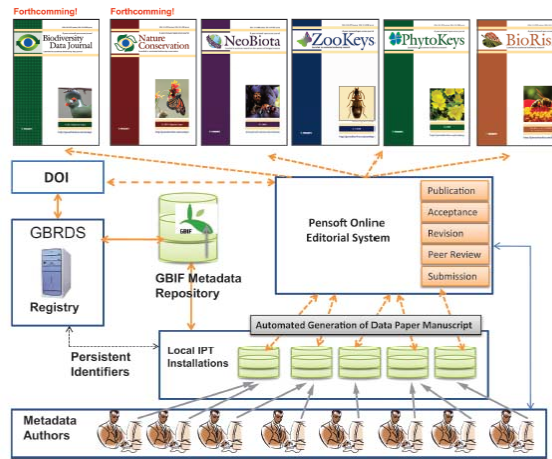 Forthcomming!
Forthcomming!
Biodiversity
Data Journal
Nature
Conservation
NeoBiota
ZooKeys
PhytoKeys
BioRis
DOI
GBRDS
Registry
GBIF
GBIF Metadata
Repository
Pensoft Online
Editorial System
Publication
Acceptance
Revision
Peer Review
Submission
Automated Generation of Data Paper Manuscript
Persistent
Identifiers
Local IPT
Installations
Metadata
Authors